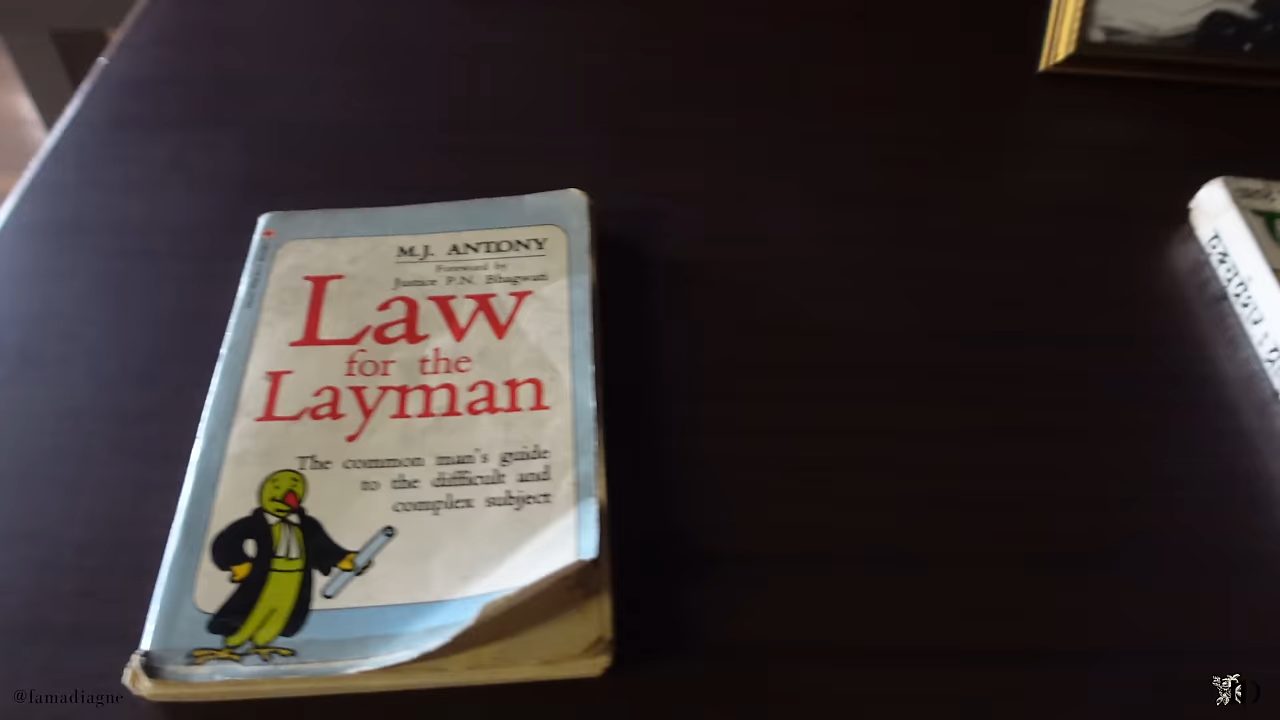 M.J. ANTONY
Foreword by
Justice P.N. Bhagwati
Law
for the
Layman
The common man's guide
to the difficult and
complex subject
@famadiagne